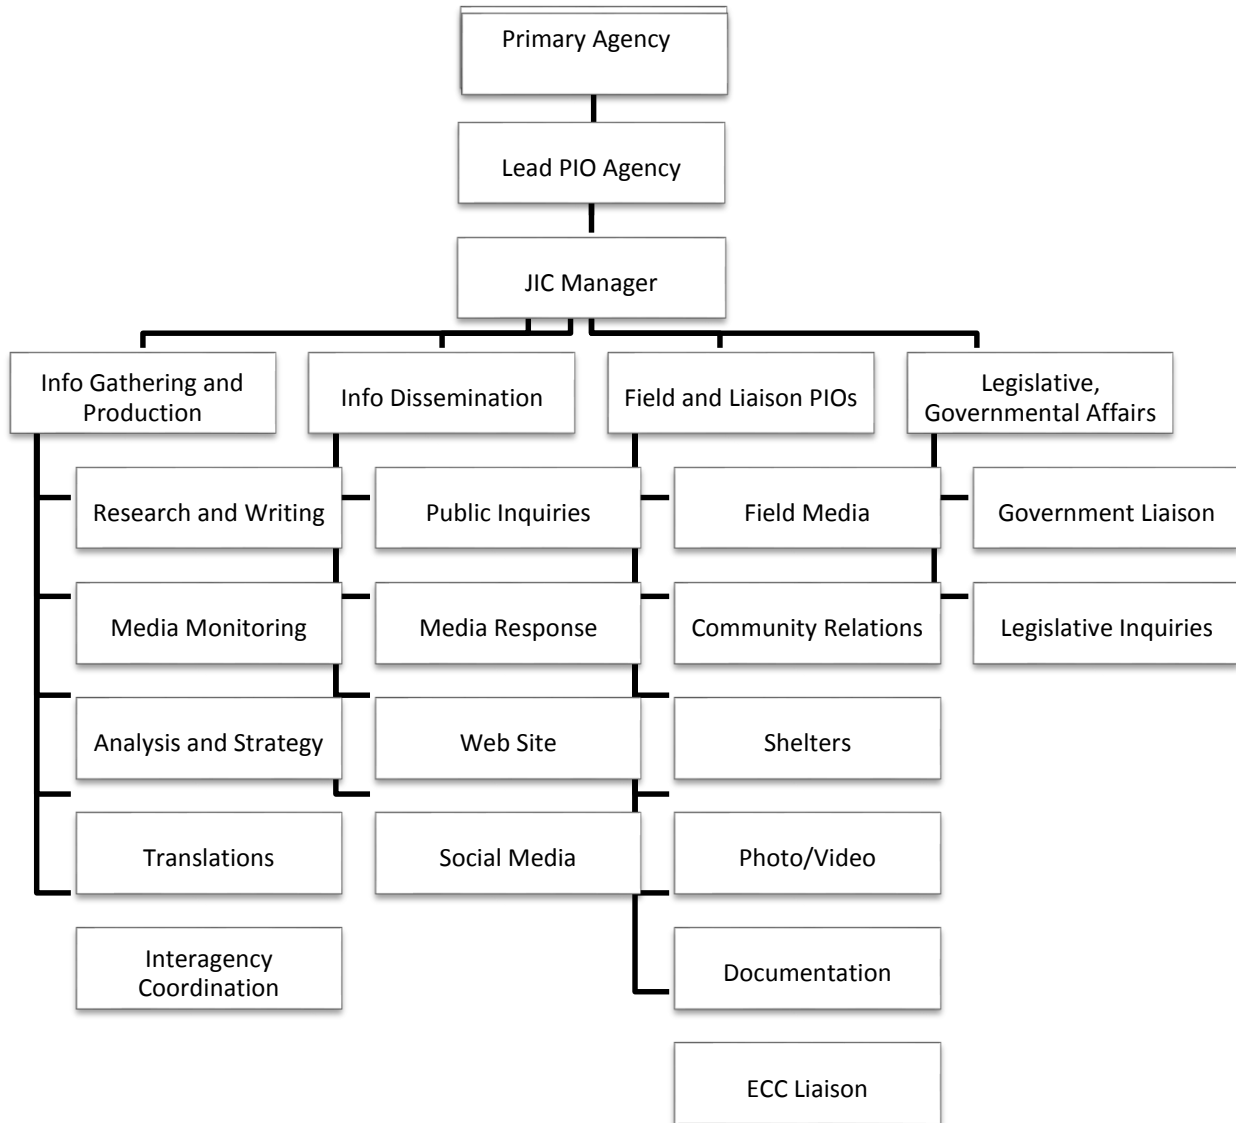 Primary Agency
Lead PIO Agency
JIC Manager
Info Gathering and
Production
Info Dissemination
Field and Liaison PIOs
Legislative,
Governmental Affairs
Research and Writing
Public Inquiries
Field Media
Government Liaison
Media Monitoring
Media Response
Community Relations
Legislative Inquiries
Analysis and Strategy
Web Site
Shelters
Translations
Social Media
Photo/Video
Interagency
Coordination
Documentation
ECC Liaison